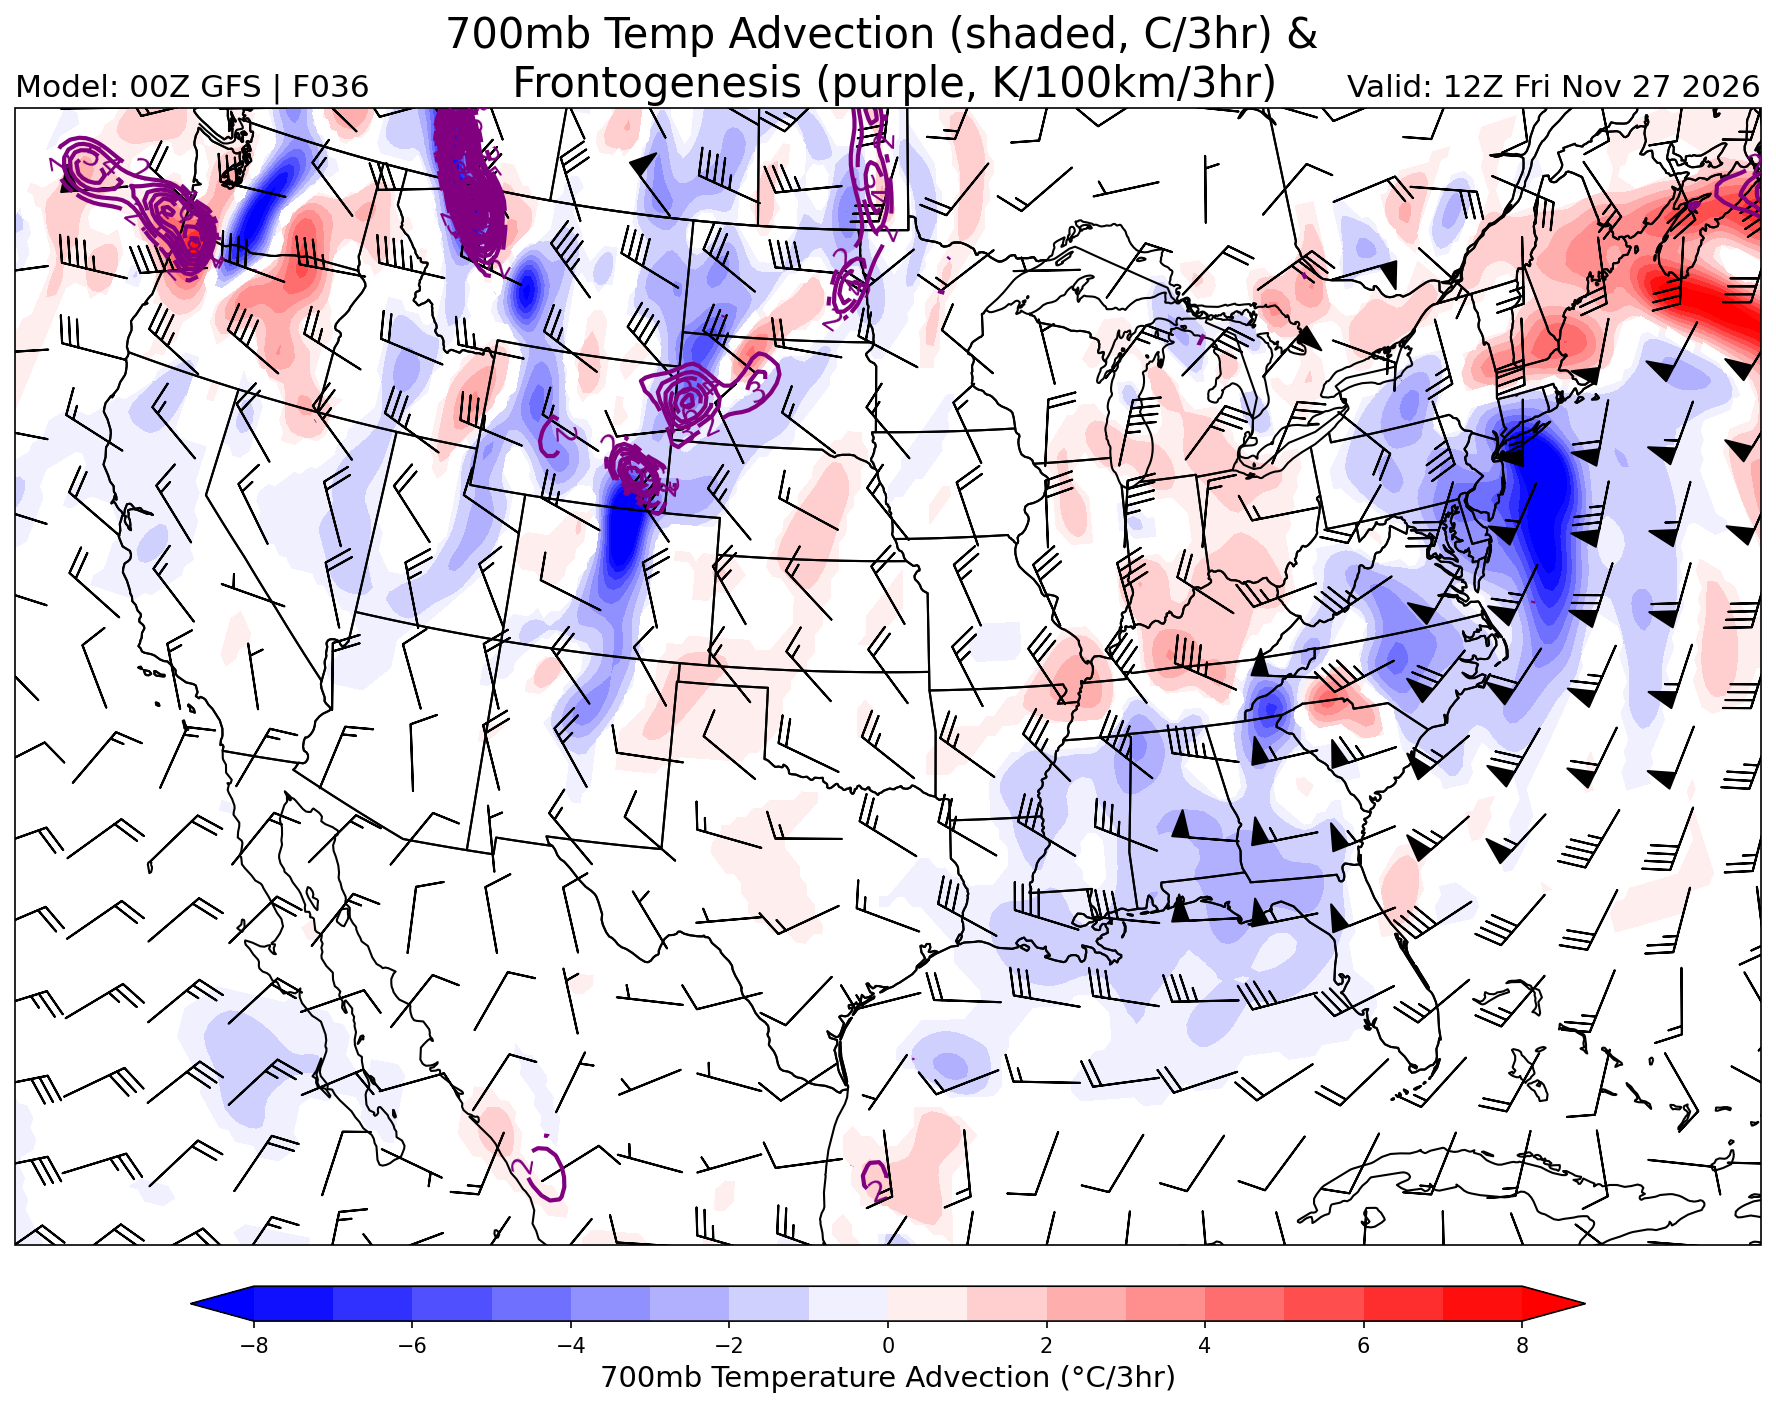 700mb Temp Advection (shaded, C/3hr) &
Model: 00Z GFS | F036
Frontogenesis (purple, K/100km/3hr)
Valid: 12Z Fri Nov 27 2026
−8 −6 −4 −2 0 2 4 6 8
700mb Temperature Advection (°C/3hr)